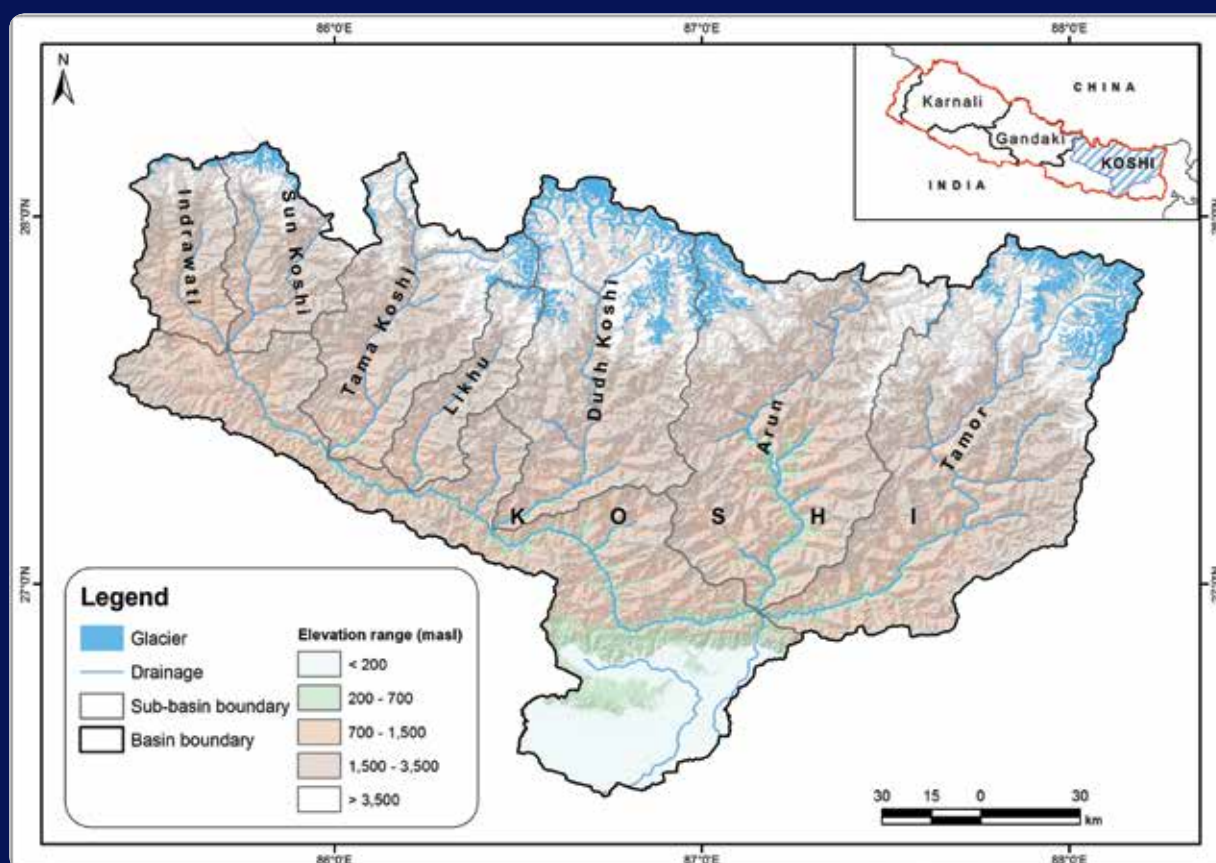 86°0'E 87°0'E 88°0'E
N
CHINA
Karnali
Gandaki
KOSHI
INDIA
28°0'N
Indrawati
Sun Koshi
Tama Koshi
Likhu
Dudh Koshi
Arun
Tamor
KOSHI
27°0'N 27°0'N
Legend
Glacier
Drainage
Sub-basin boundary
Basin boundary
Elevation range (masl)
< 200
200 - 700
700 - 1,500
1,500 - 3,500
> 3,500
30 15 0 30
km
86°0'E 87°0'E 88°0'E